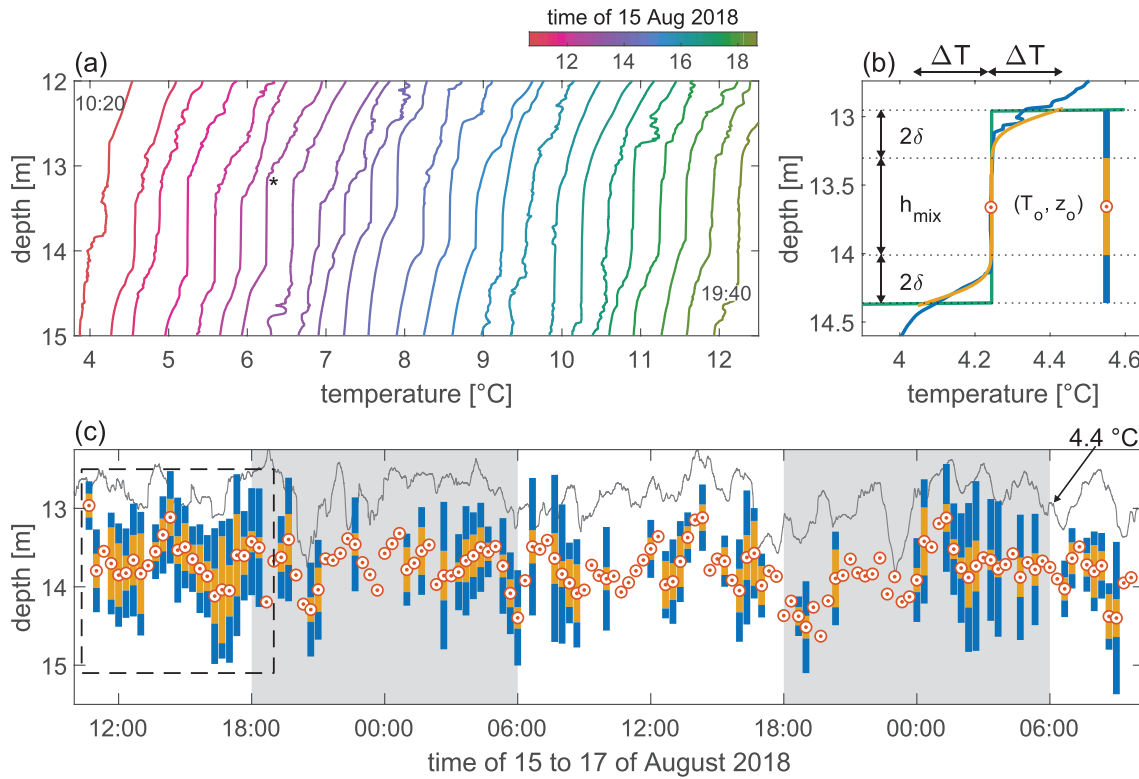 time of 15 Aug 2018
12 14 16 18
(a)
(b)
ΔT ΔT
12
13
14
15
depth [m]
10:20
*
19:40
4 5 6 7 8 9 10 11 12
temperature [°C]
13
13.5
14
14.5
depth [m]
2δ
h_mix
(T_o, z_o)
2δ
4 4.2 4.4 4.6
temperature [°C]
(c)
4.4 °C
13
14
15
depth [m]
12:00 18:00 00:00 06:00 12:00 18:00 00:00 06:00
time of 15 to 17 of August 2018